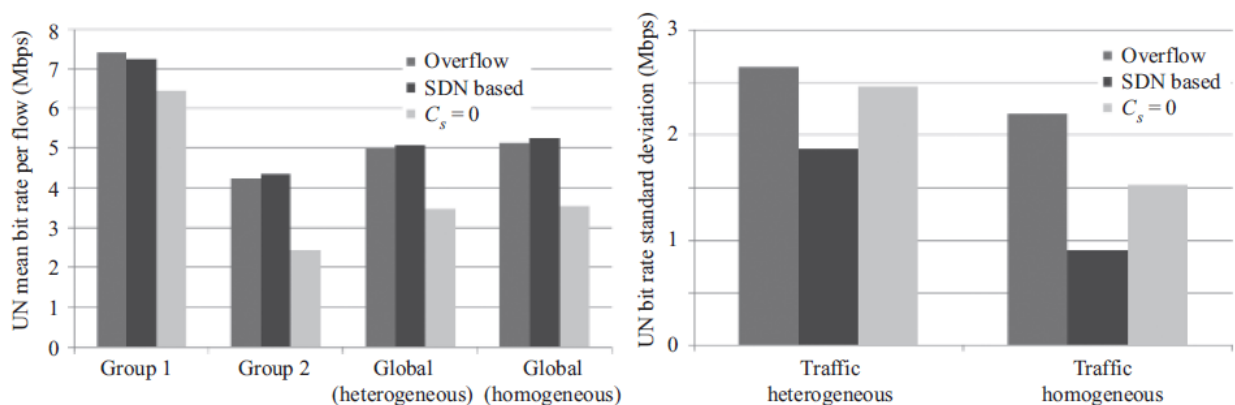 UN mean bit rate per flow (Mbps)
8
7
6
5
4
3
2
1
0
Overflow
SDN based
Cₛ = 0
Group 1
Group 2
Global
(heterogeneous)
Global
(homogeneous)
UN bit rate standard deviation (Mbps)
3
2
1
0
Overflow
SDN based
Cₛ = 0
Traffic
heterogeneous
Traffic
homogeneous